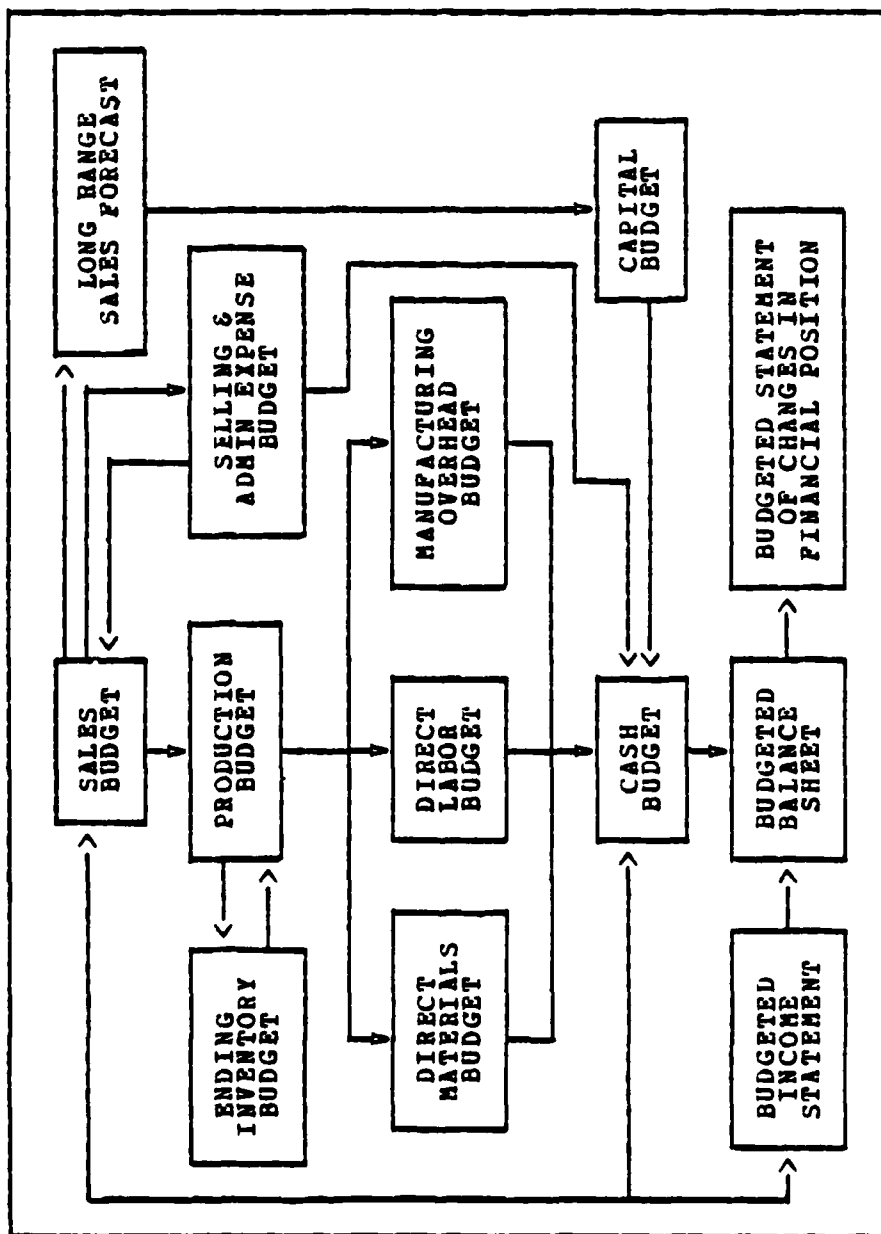 LONG RANGE
SALES FORECAST
SALES
BUDGET
SELLING &
ADMIN EXPENSE
BUDGET
PRODUCTION
BUDGET
ENDING
INVENTORY
BUDGET
DIRECT
MATERIALS
BUDGET
DIRECT
LABOR
BUDGET
MANUFACTURING
OVERHEAD
BUDGET
CAPITAL
BUDGET
CASH
BUDGET
BUDGETED
INCOME
STATEMENT
BUDGETED
BALANCE
SHEET
BUDGETED STATEMENT
OF CHANGES IN
FINANCIAL POSITION